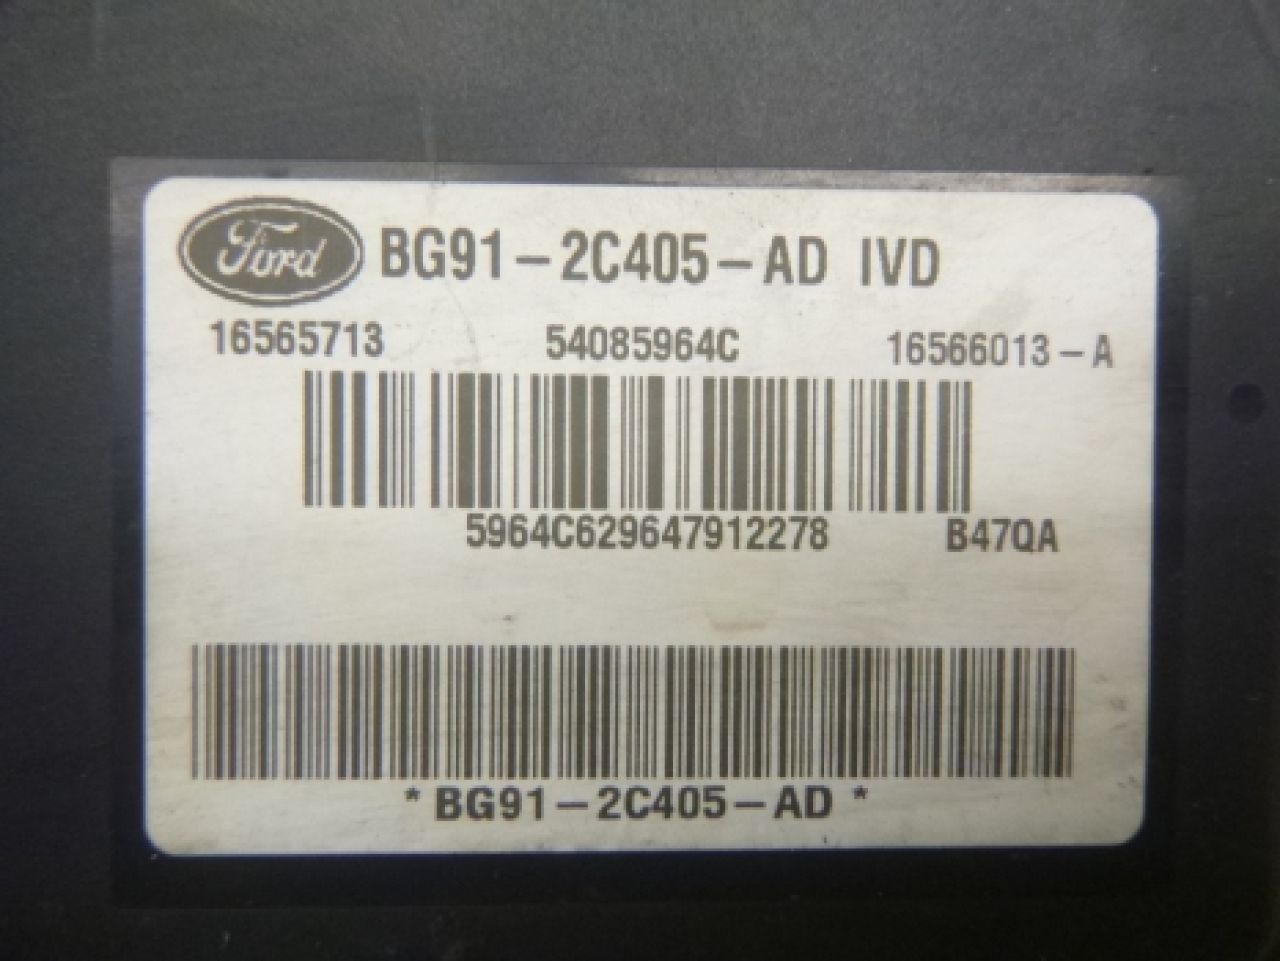 Ford BG91-2C405-AD IVD
16565713 54085964C 16566013-A
5964C629647912278 B47QA
*BG91-2C405-AD*